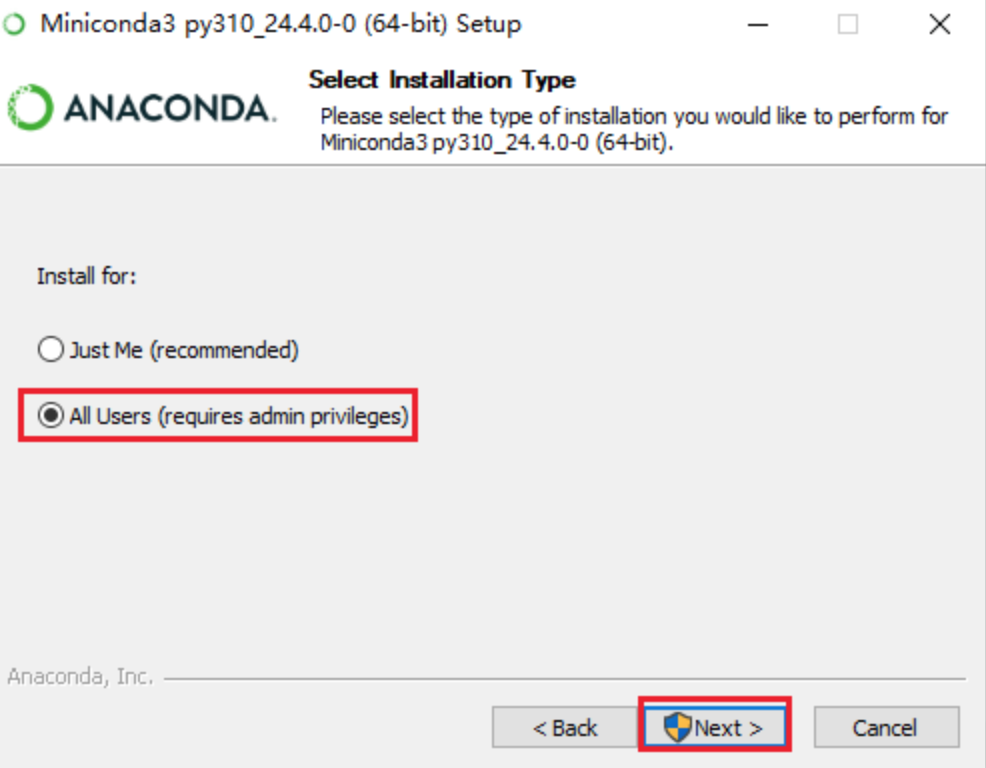 Miniconda3 py310_24.4.0-0 (64-bit) Setup
ANACONDA.
Select Installation Type
Please select the type of installation you would like to perform for
Miniconda3 py310_24.4.0-0 (64-bit).
Install for:
Just Me (recommended)
All Users (requires admin privileges)
Anaconda, Inc.
< Back
Next >
Cancel